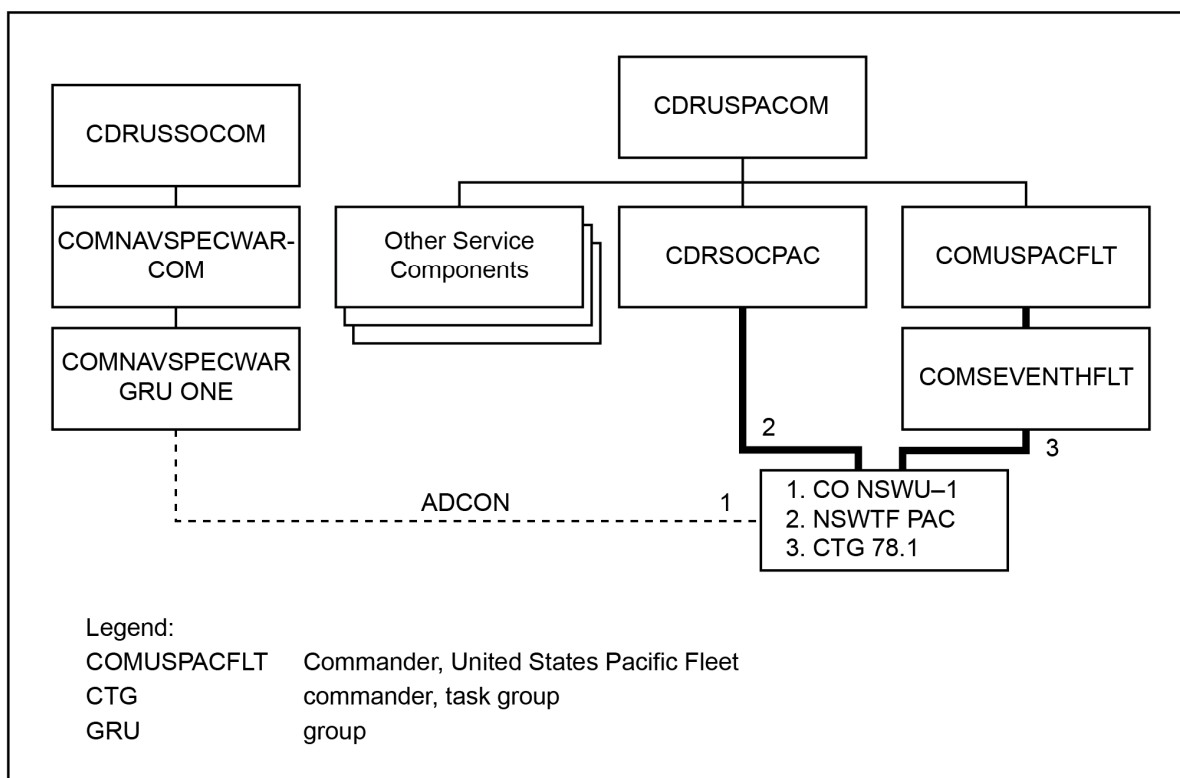 CDRUSPACOM
CDRUSSOCOM
COMNAVSPECWAR-
COM
Other Service
Components
CDRSOCPAC
COMUSPACFLT
COMNAVSPECWAR
GRU ONE
COMSEVENTHFLT
2
3
ADCON
1
1. CO NSWU–1
2. NSWTF PAC
3. CTG 78.1
Legend:
COMUSPACFLT Commander, United States Pacific Fleet
CTG commander, task group
GRU group